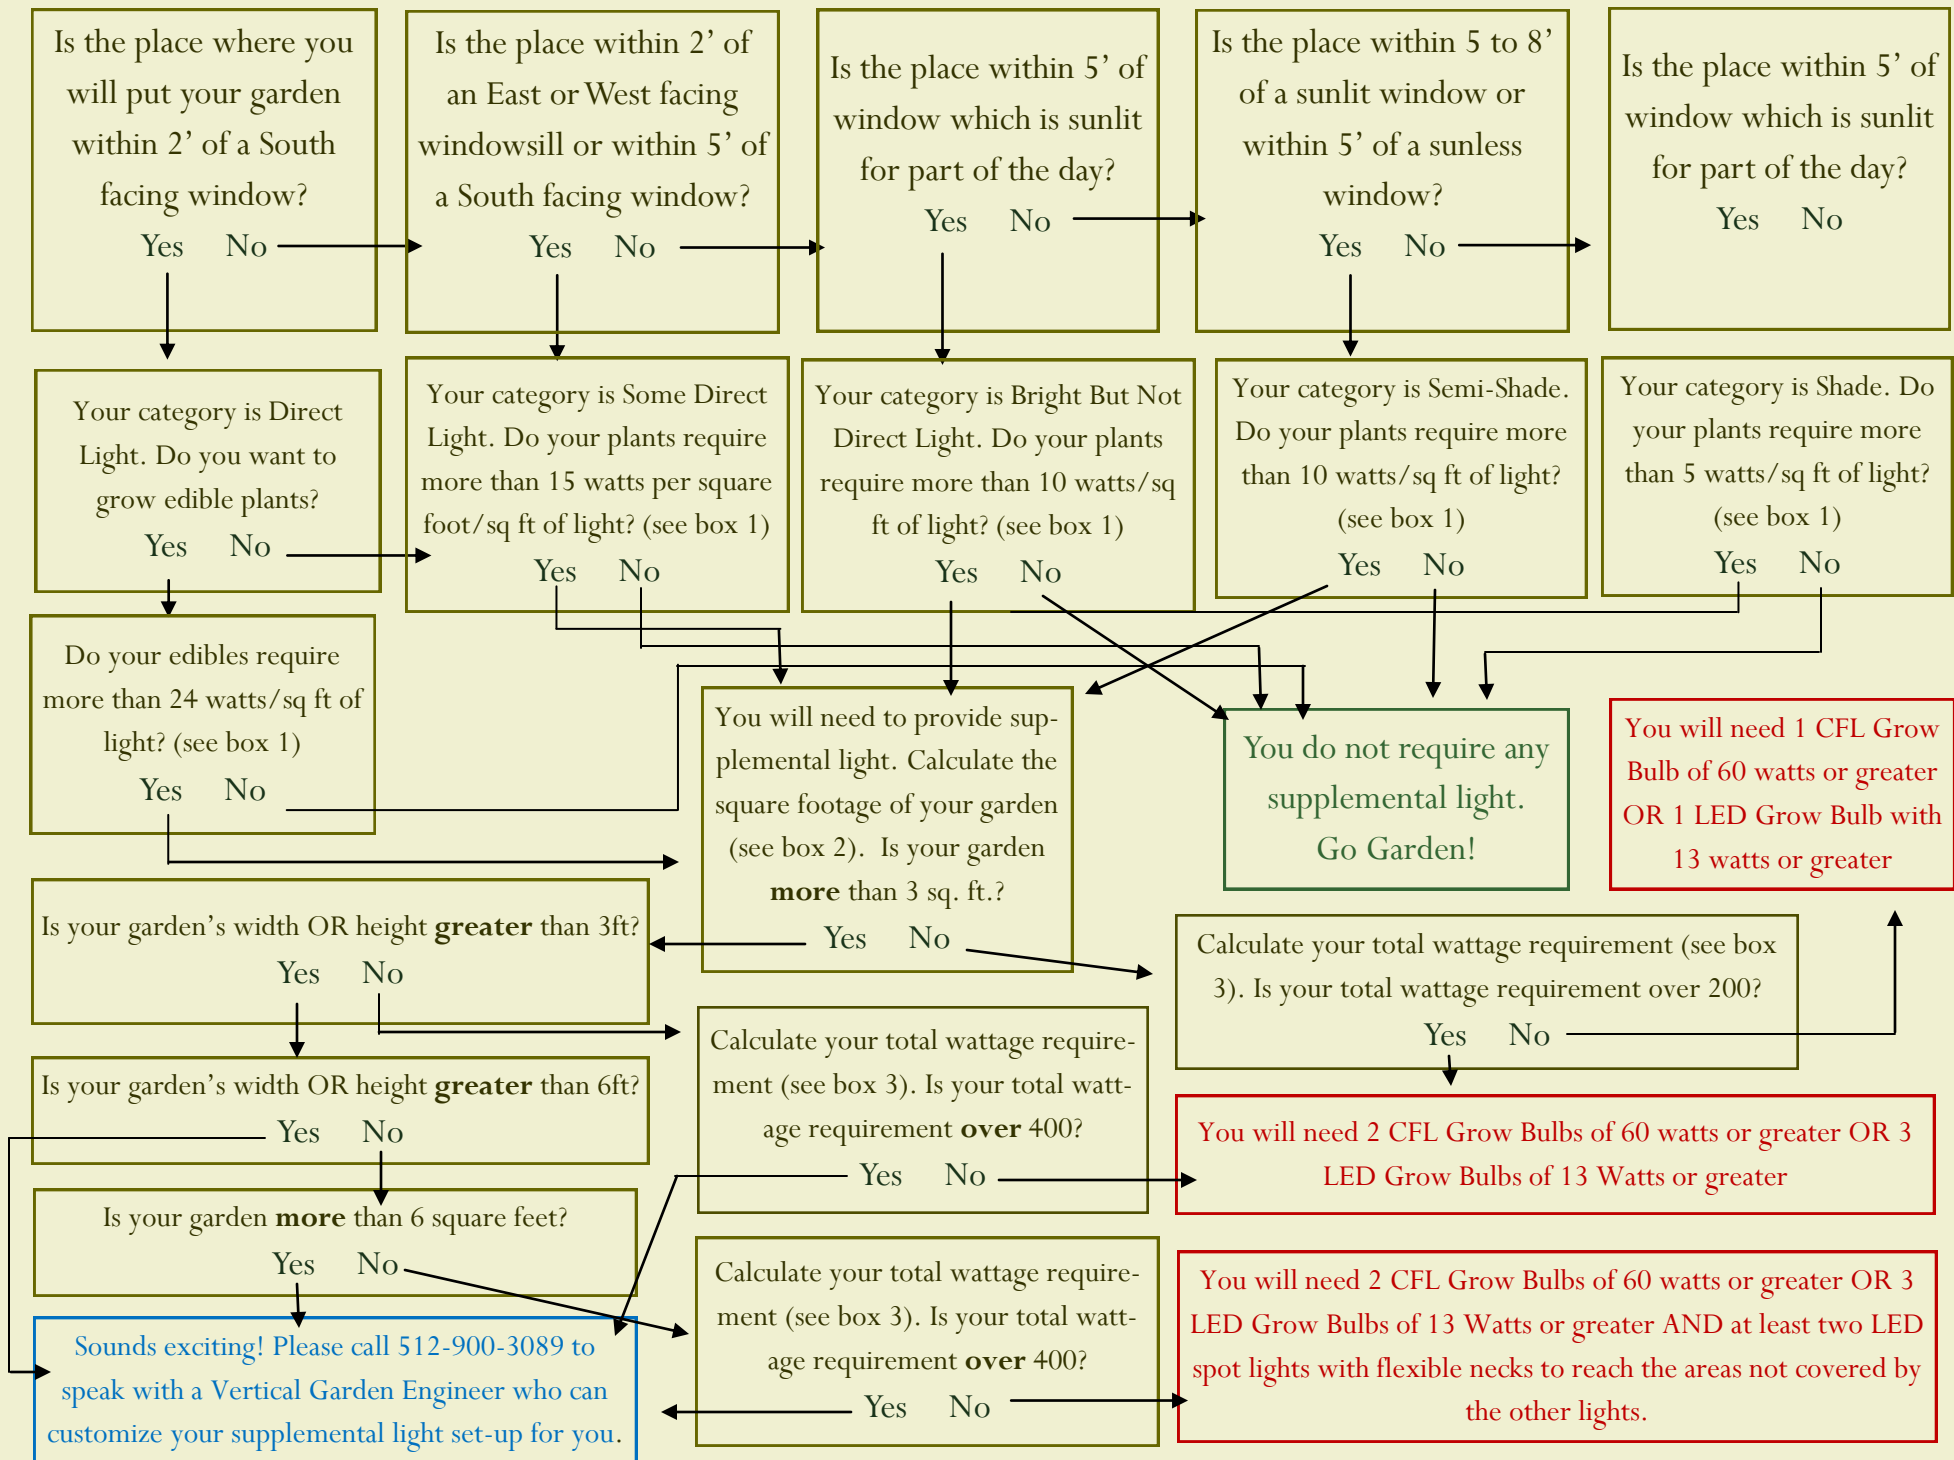 Is the place where you
will put your garden
within 2’ of a South
facing window?
Yes No
Is the place within 2’ of
an East or West facing
windowsill or within 5’ of
a South facing window?
Yes No
Is the place within 5’ of
window which is sunlit
for part of the day?
Yes No
Is the place within 5 to 8’
of a sunlit window or
within 5’ of a sunless
window?
Yes No
Is the place within 5’ of
window which is sunlit
for part of the day?
Yes No
Your category is Direct
Light. Do you want to
grow edible plants?
Yes No
Your category is Some Direct
Light. Do your plants require
more than 15 watts per square
foot/sq ft of light? (see box 1)
Yes No
Your category is Bright But Not
Direct Light. Do your plants
require more than 10 watts/sq
ft of light? (see box 1)
Yes No
Your category is Semi-Shade.
Do your plants require more
than 10 watts/sq ft of light?
(see box 1)
Yes No
Your category is Shade. Do
your plants require more
than 5 watts/sq ft of light?
(see box 1)
Yes No
Do your edibles require
more than 24 watts/sq ft of
light? (see box 1)
Yes No
You will need to provide sup-
plemental light. Calculate the
square footage of your garden
(see box 2). Is your garden
more than 3 sq. ft.?
Yes No
You do not require any
supplemental light.
Go Garden!
You will need 1 CFL Grow
Bulb of 60 watts or greater
OR 1 LED Grow Bulb with
13 watts or greater
Is your garden’s width OR height greater than 3ft?
Yes No
Calculate your total wattage requirement (see box
3). Is your total wattage requirement over 200?
Yes No
Is your garden’s width OR height greater than 6ft?
Yes No
Calculate your total wattage require-
ment (see box 3). Is your total watt-
age requirement over 400?
Yes No
You will need 2 CFL Grow Bulbs of 60 watts or greater OR 3
LED Grow Bulbs of 13 Watts or greater
Is your garden more than 6 square feet?
Yes No
Calculate your total wattage require-
ment (see box 3). Is your total watt-
age requirement over 400?
Yes No
You will need 2 CFL Grow Bulbs of 60 watts or greater OR 3
LED Grow Bulbs of 13 Watts or greater AND at least two LED
spot lights with flexible necks to reach the areas not covered by
the other lights.
Sounds exciting! Please call 512-900-3089 to
speak with a Vertical Garden Engineer who can
customize your supplemental light set-up for you.